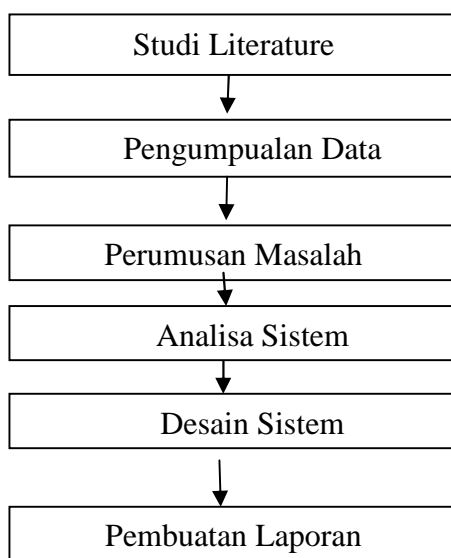 Studi Literature
Pengumpualan Data
Perumusan Masalah
Analisa Sistem
Desain Sistem
Pembuatan Laporan